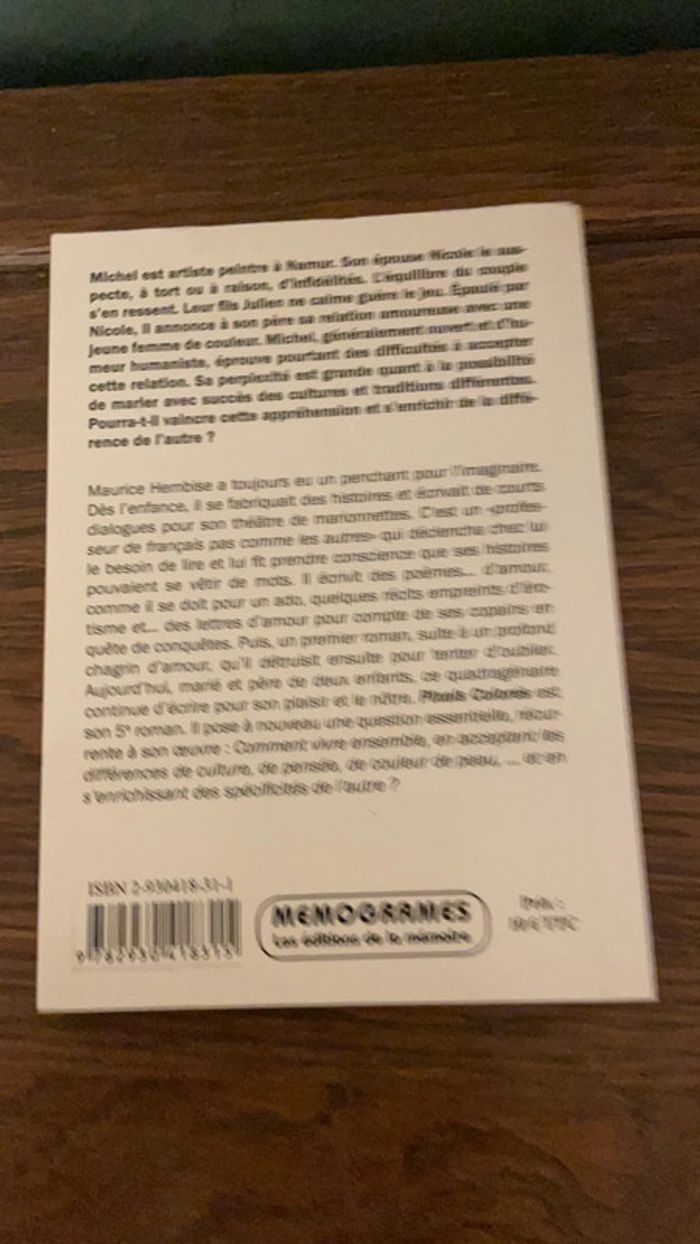 Michel est artiste peintre à Namur. Son épouse Nicole le sus-
pecte, à tort ou à raison, d'infidélités. L'équilibre du couple
s'en ressent. Leur fils Julien ne calme guère le jeu. Épaulé par
Nicole, il annonce à son père sa relation amoureuse avec une
jeune femme de couleur. Michel, généralement ouvert et d'hu-
meur humaniste, éprouve pourtant des difficultés à accepter
cette relation. Sa perplexité est grande quant à la possibilité
de marier avec succès des cultures et traditions différentes.
Pourra-t-il vaincre cette appréhension et s'enrichir de la diffé-
rence de l'autre ?
Maurice Hembise a toujours eu un penchant pour l'imaginaire.
Dès l'enfance, il se fabriquait des histoires et écrivait de courts
dialogues pour son théâtre de marionnettes. C'est un «profes-
seur de français pas comme les autres» qui déclencha chez lui
le besoin de lire et lui fit prendre conscience que ses histoires
pouvaient se vêtir de mots. Il écrivit des poèmes... d'amour,
comme il se doit pour un ado, quelques récits empreints d'éro-
tisme et... des lettres d'amour pour compte de ses copains en
quête de conquêtes. Puis, un premier roman, suite à un profond
chagrin d'amour, qu'il détruisit ensuite pour tenter d'oublier.
Aujourd'hui, marié et père de deux enfants, ce quadragénaire
continue d'écrire pour son plaisir et le nôtre. est
son 5e roman. Il pose à nouveau une question essentielle, récur-
rente à son œuvre : Comment vivre ensemble, en acceptant les
différences de culture, de pensée, de couleur de peau, ... et en
s'enrichissant des spécificités de l'autre ?
ISBN 2-930418-31-1
9 782930 418315
MEMOGRAMES
Les éditions de la mémoire
Prix :